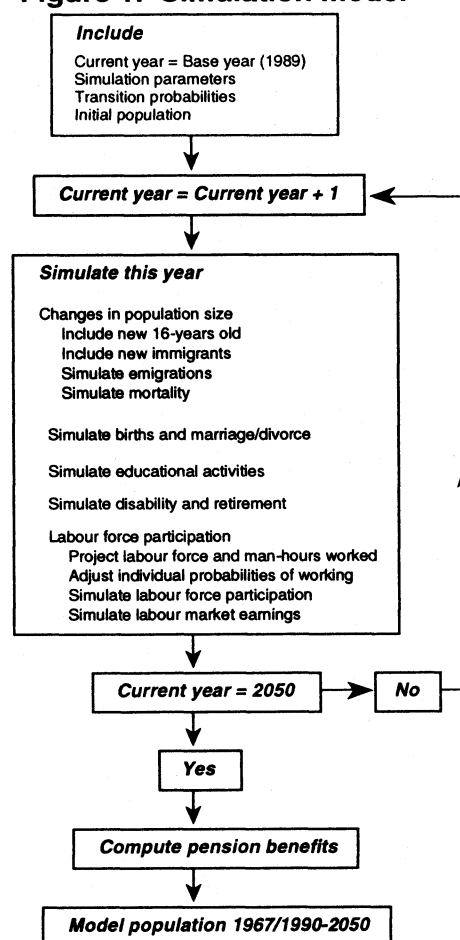 Figure 1. Simulation model
Include
Current year = Base year (1989)
Simulation parameters
Transition probabilities
Initial population
Current year = Current year + 1
Simulate this year
Changes in population size
Include new 16-years old
Include new immigrants
Simulate emigrations
Simulate mortality
Simulate births and marriage/divorce
Simulate educational activities
Simulate disability and retirement
Labour force participation
Project labour force and man-hours worked
Adjust individual probabilities of working
Simulate labour force participation
Simulate labour market earnings
Current year = 2050
No
Yes
Compute pension benefits
Model population 1967/1990-2050